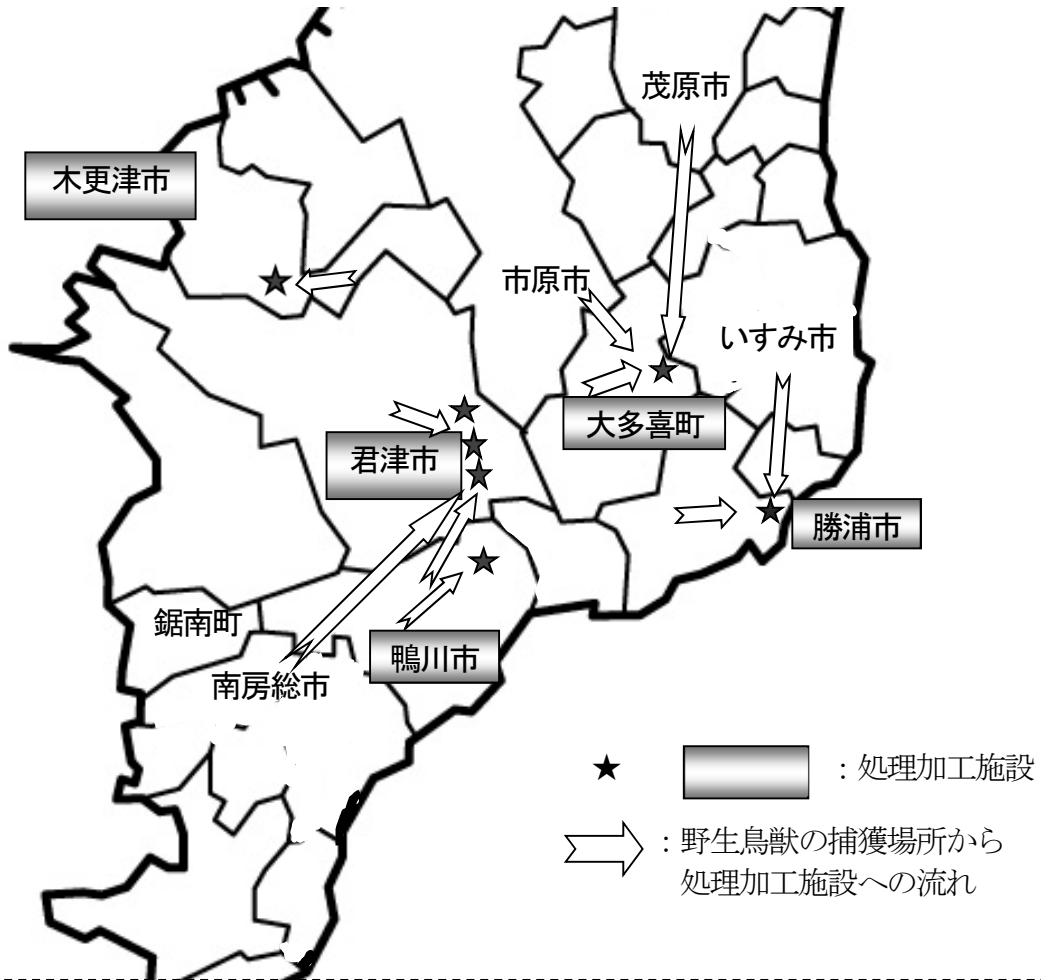 茂原市
木更津市
市原市
いすみ市
大多喜町
君津市
勝浦市
鋸南町
鴨川市
南房総市
：処理加工施設
：野生鳥獣の捕獲場所から
処理加工施設への流れ